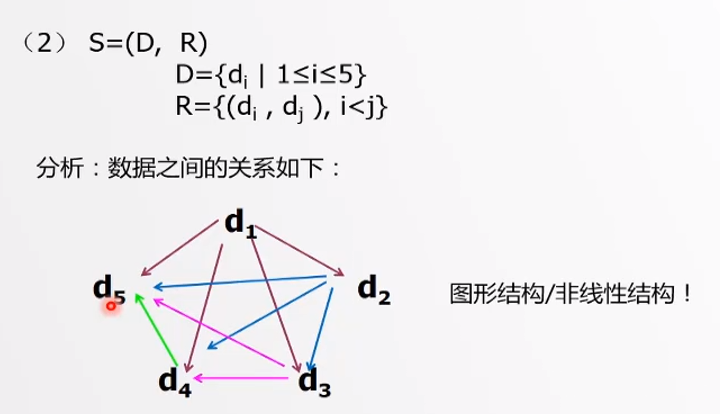 （2） S=(D, R)
D={dᵢ | 1≤i≤5}
R={(dᵢ , dⱼ ), i<j}
分析：数据之间的关系如下：
d₁
d₅
d₂
图形结构/非线性结构！
d₄
d₃